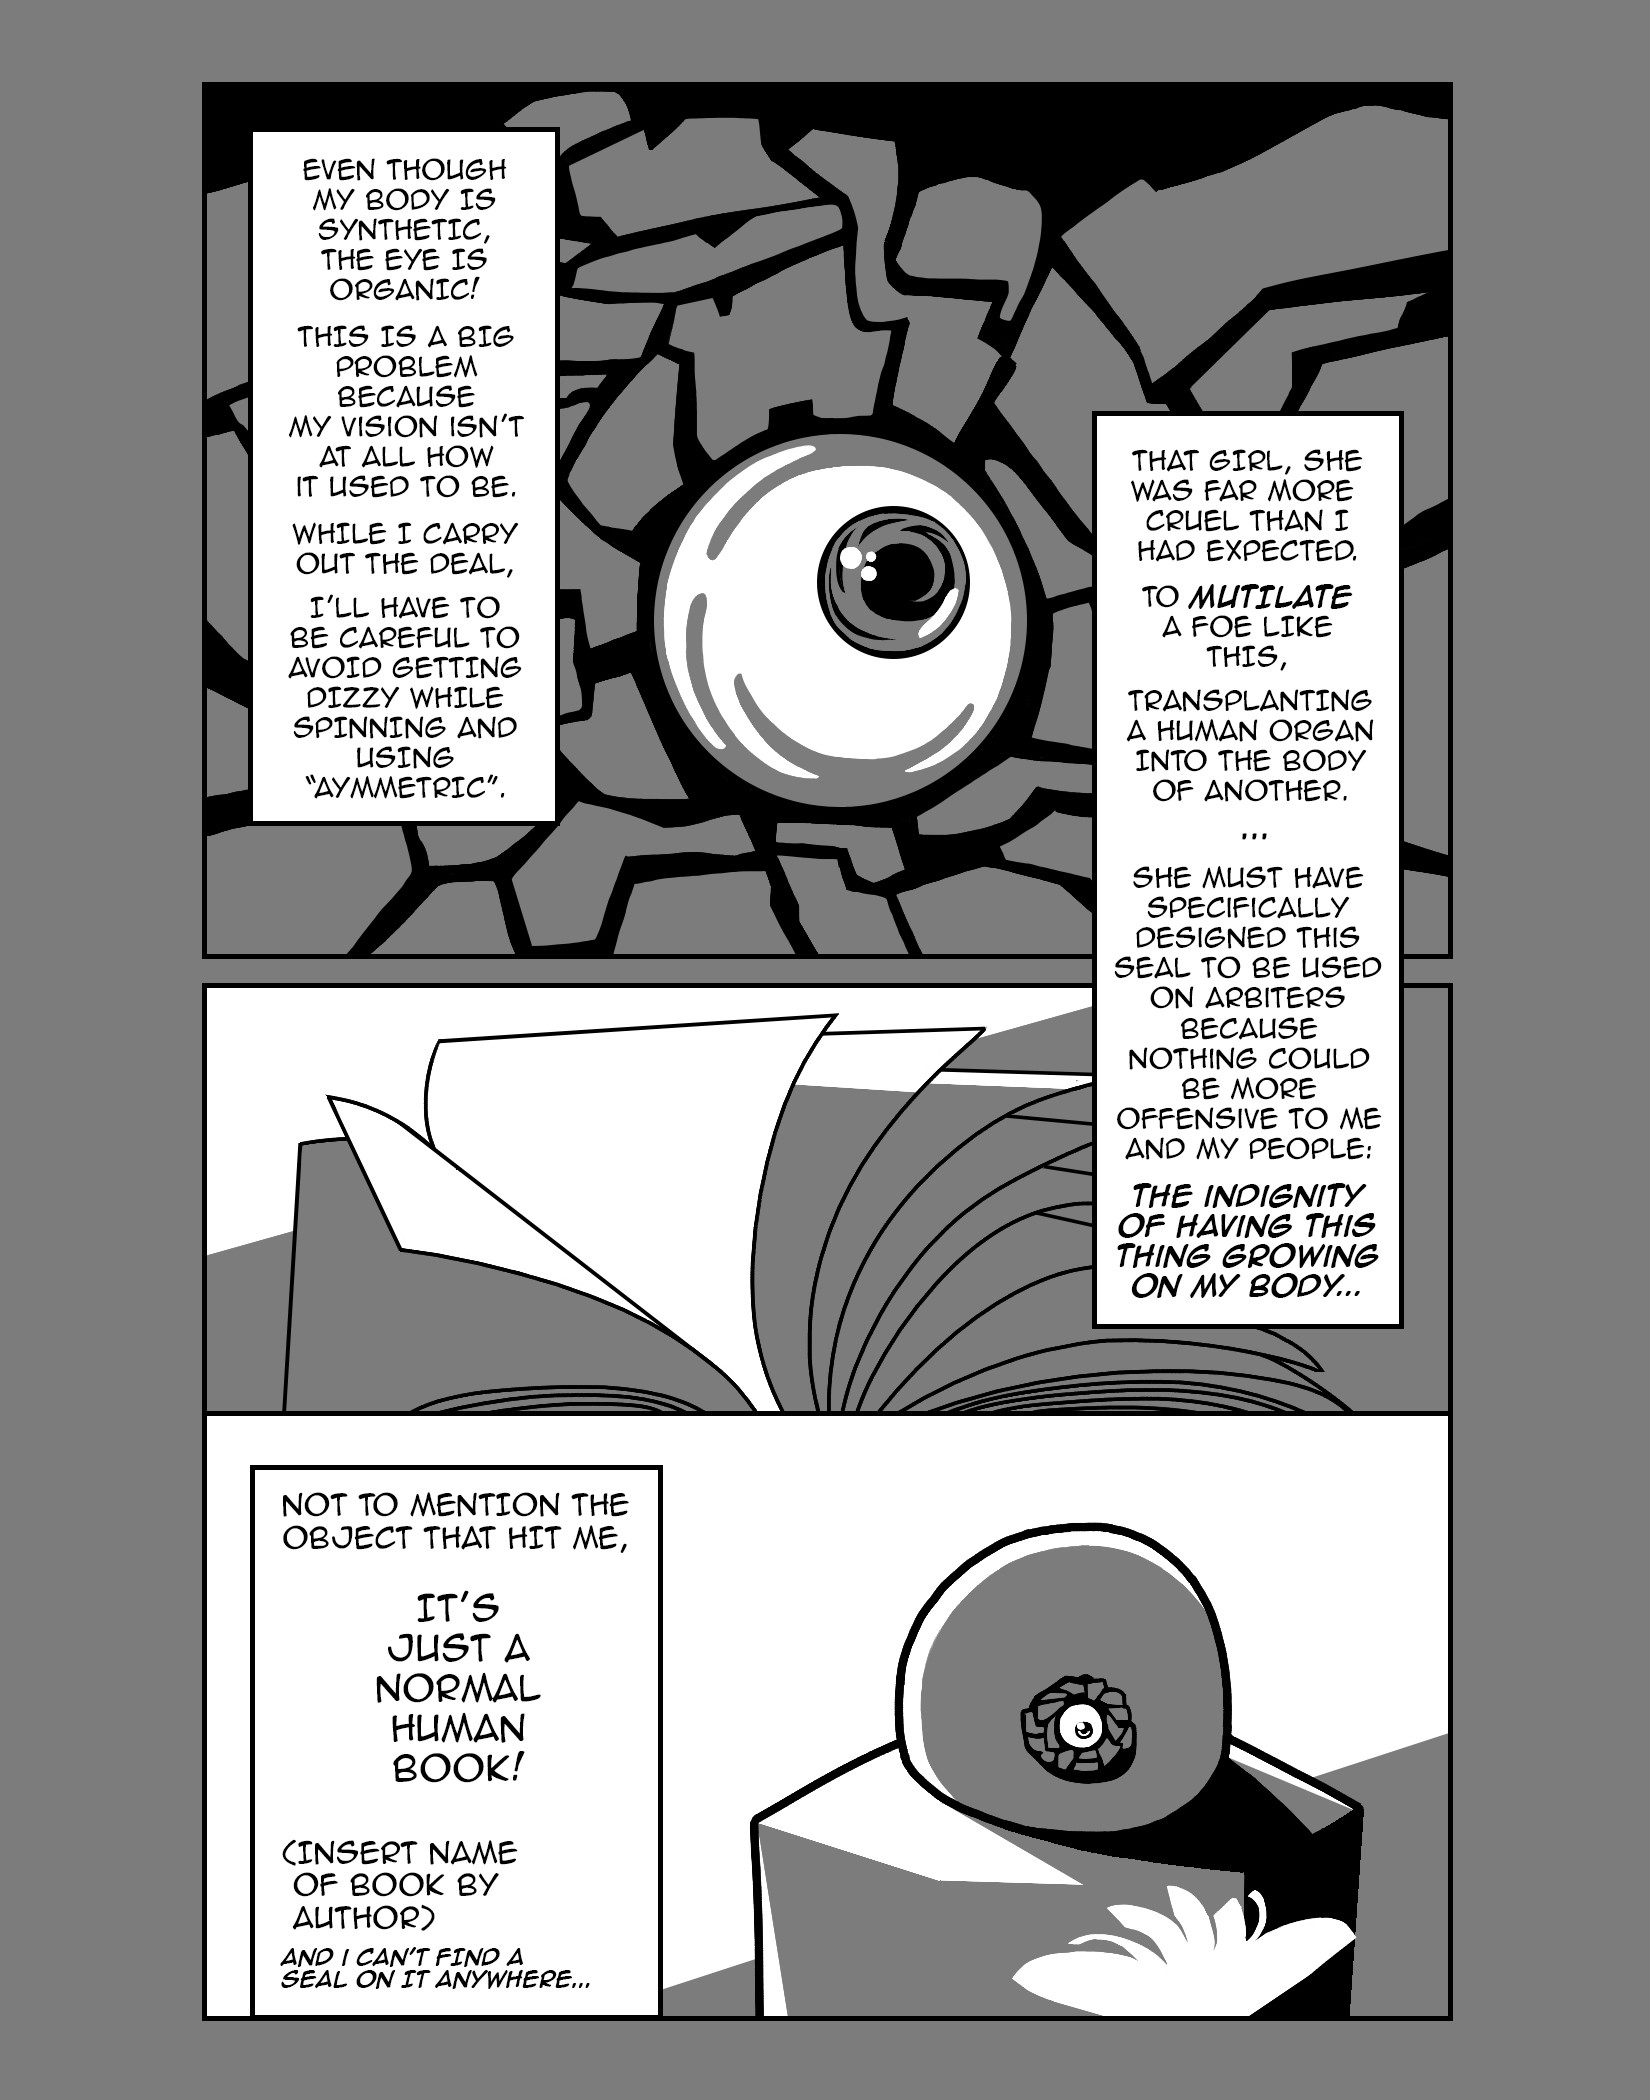 EVEN THOUGH
MY BODY IS
SYNTHETIC,
THE EYE IS
ORGANIC!
THIS IS A BIG
PROBLEM
BECAUSE
MY VISION ISN'T
AT ALL HOW
IT USED TO BE.
WHILE I CARRY
OUT THE DEAL,
I'LL HAVE TO
BE CAREFUL TO
AVOID GETTING
DIZZY WHILE
SPINNING AND
USING
"AYMMETRIC".
THAT GIRL, SHE
WAS FAR MORE
CRUEL THAN I
HAD EXPECTED.
TO MUTILATE
A FOE LIKE
THIS,
TRANSPLANTING
A HUMAN ORGAN
INTO THE BODY
OF ANOTHER.
...
SHE MUST HAVE
SPECIFICALLY
DESIGNED THIS
SEAL TO BE USED
ON ARBITERS
BECAUSE
NOTHING COULD
BE MORE
OFFENSIVE TO ME
AND MY PEOPLE:
THE INDIGNITY
OF HAVING THIS
THING GROWING
ON MY BODY...
NOT TO MENTION THE
OBJECT THAT HIT ME,
IT'S
JUST A
NORMAL
HUMAN
BOOK!
(INSERT NAME
OF BOOK BY
AUTHOR)
AND I CAN'T FIND A
SEAL ON IT ANYWHERE...